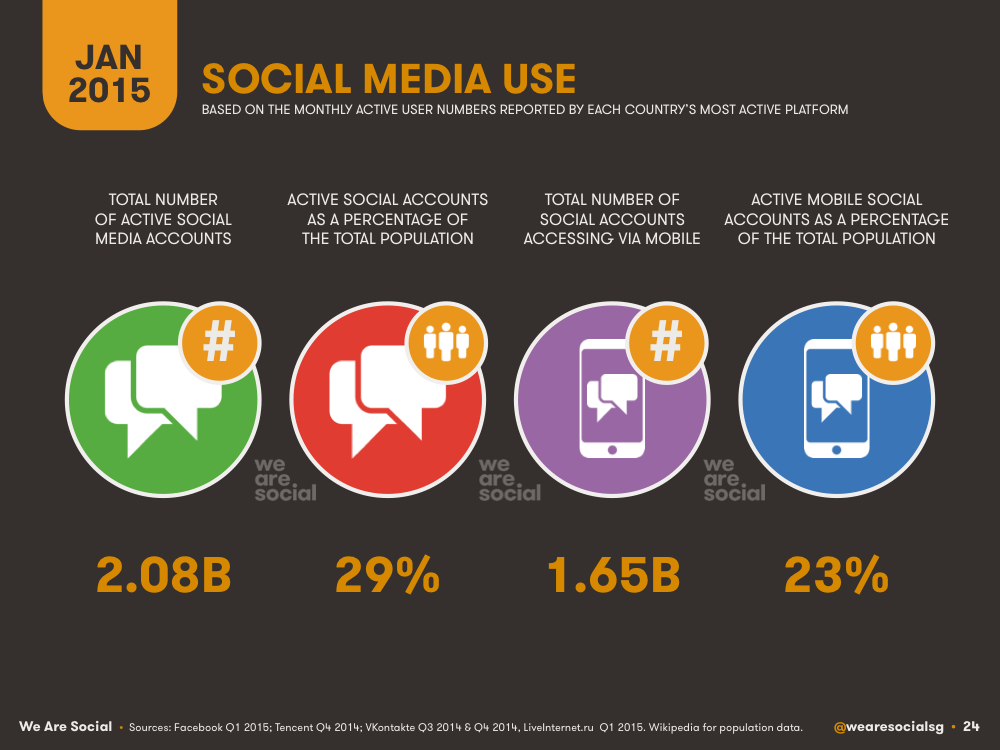 JAN
2015
SOCIAL MEDIA USE
BASED ON THE MONTHLY ACTIVE USER NUMBERS REPORTED BY EACH COUNTRY'S MOST ACTIVE PLATFORM
TOTAL NUMBER
OF ACTIVE SOCIAL
MEDIA ACCOUNTS
ACTIVE SOCIAL ACCOUNTS
AS A PERCENTAGE OF
THE TOTAL POPULATION
TOTAL NUMBER OF
SOCIAL ACCOUNTS
ACCESSING VIA MOBILE
ACTIVE MOBILE SOCIAL
ACCOUNTS AS A PERCENTAGE
OF THE TOTAL POPULATION
#
#
we
are
social
we
are
social
we
are
social
2.08B
29%
1.65B
23%
We Are Social • Sources: Facebook Q1 2015; Tencent Q4 2014; VKontakte Q3 2014 & Q4 2014, LiveInternet.ru Q1 2015. Wikipedia for population data.
@wearesocialsg • 24